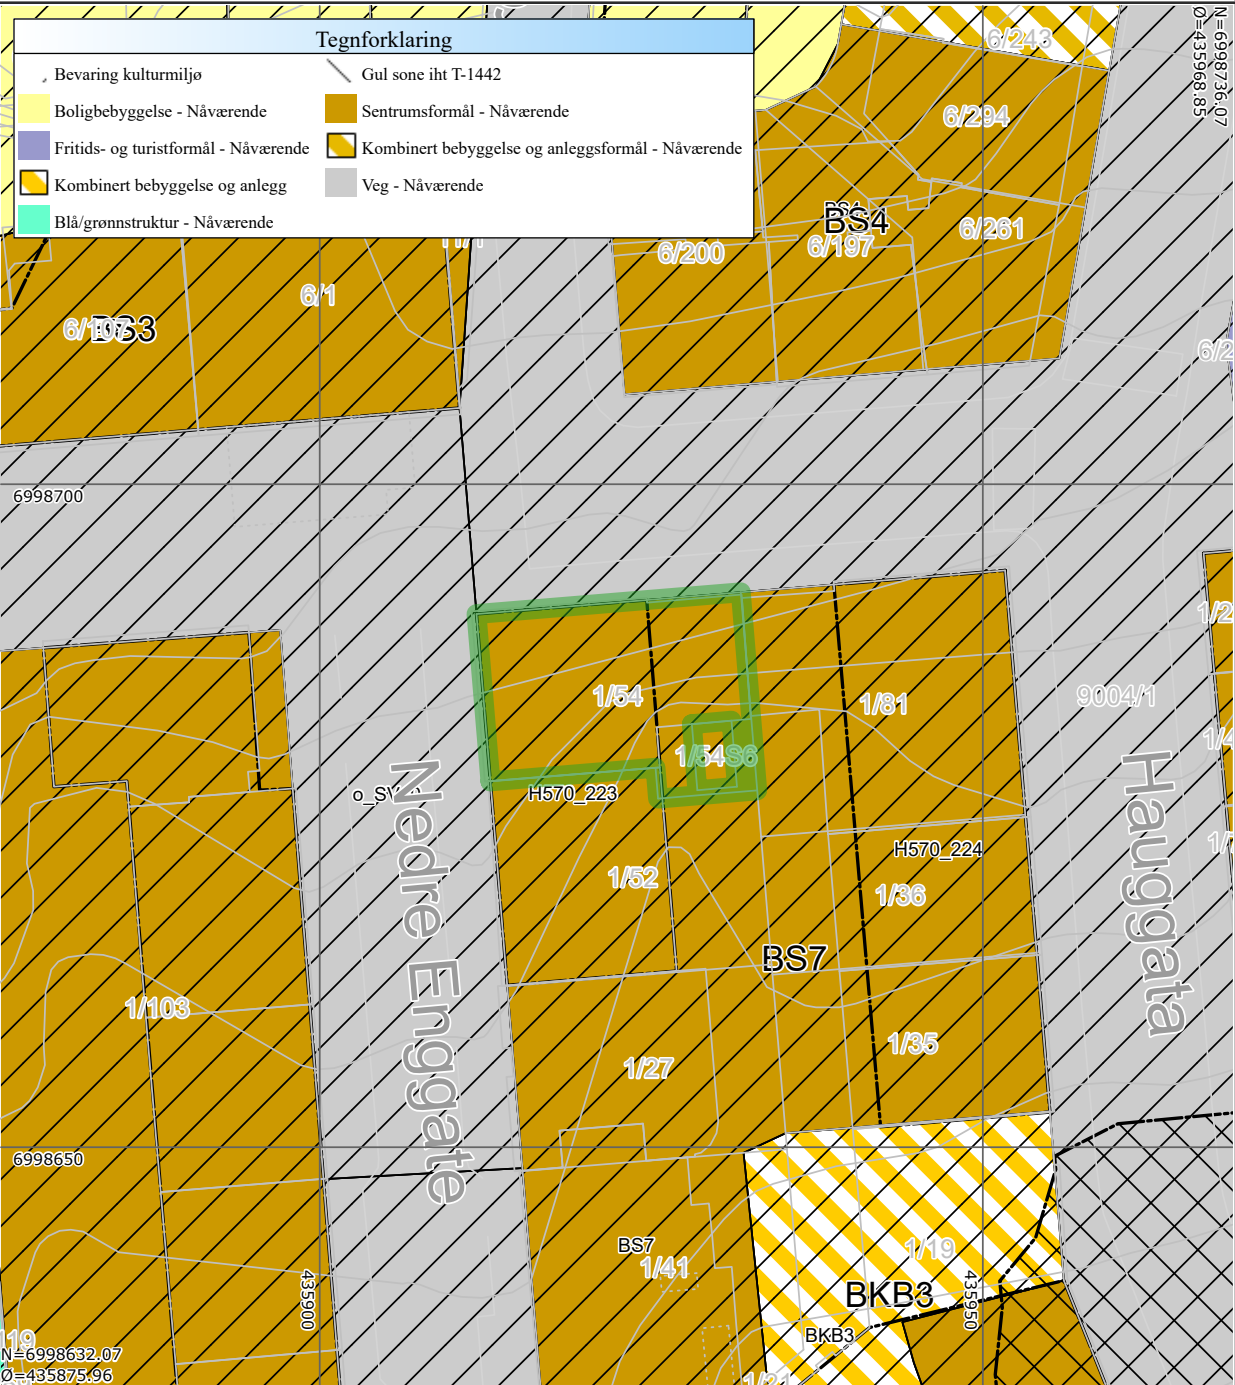 Tegnforklaring
Bevaring kulturmiljø
Gul sone iht T-1442
Boligbebyggelse - Nåværende
Sentrumsformål - Nåværende
Fritids- og turistformål - Nåværende
Kombinert bebyggelse og anleggsformål - Nåværende
Kombinert bebyggelse og anlegg
Veg - Nåværende
Blå/grønnstruktur - Nåværende
N=6998736.07
Ø=435968.85
6/243
6/294
BS4
BS4
6/261
6/197
6/200
6/1
BS3
6998700
1/54
1/81
9004/1
1/54S6
H570_223
H570_224
1/52
1/36
BS7
Nedre Enggate
Hauggata
1/103
1/35
1/27
6998650
BS7
1/41
1/19
BKB3
BKB3
435900
435950
N=6998632.07
Ø=435875.96